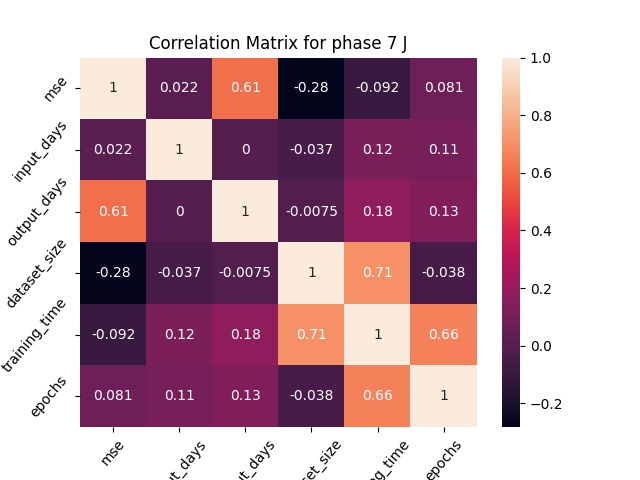 Correlation Matrix for phase 7 J
mse 1 0.022 0.61 -0.28 -0.092 0.081
input_days 0.022 1 0 -0.037 0.12 0.11
output_days 0.61 0 1 -0.0075 0.18 0.13
dataset_size -0.28 -0.037 -0.0075 1 0.71 -0.038
training_time -0.092 0.12 0.18 0.71 1 0.66
epochs 0.081 0.11 0.13 -0.038 0.66 1
mse ut_days ut_days set_size ng_time epochs
1.0
0.8
0.6
0.4
0.2
0.0
−0.2